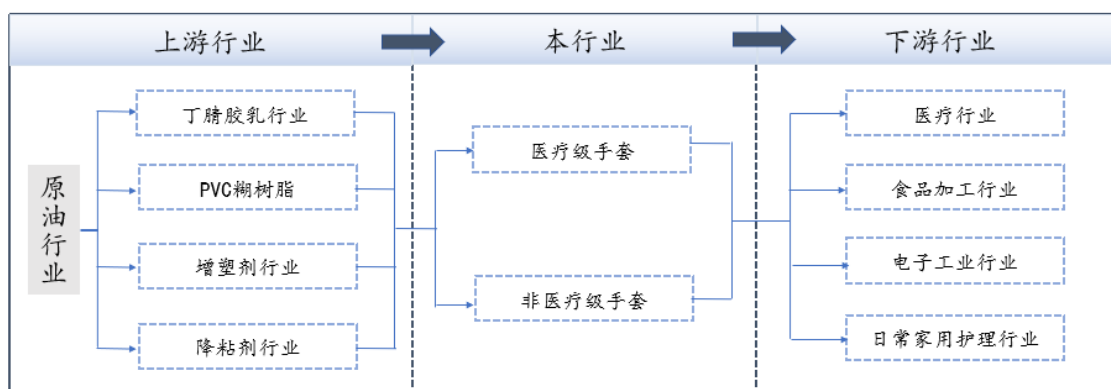 上游行业
本行业
下游行业
原油行业
丁腈胶乳行业
PVC糊树脂
增塑剂行业
降粘剂行业
医疗级手套
非医疗级手套
医疗行业
食品加工行业
电子工业行业
日常家用护理行业